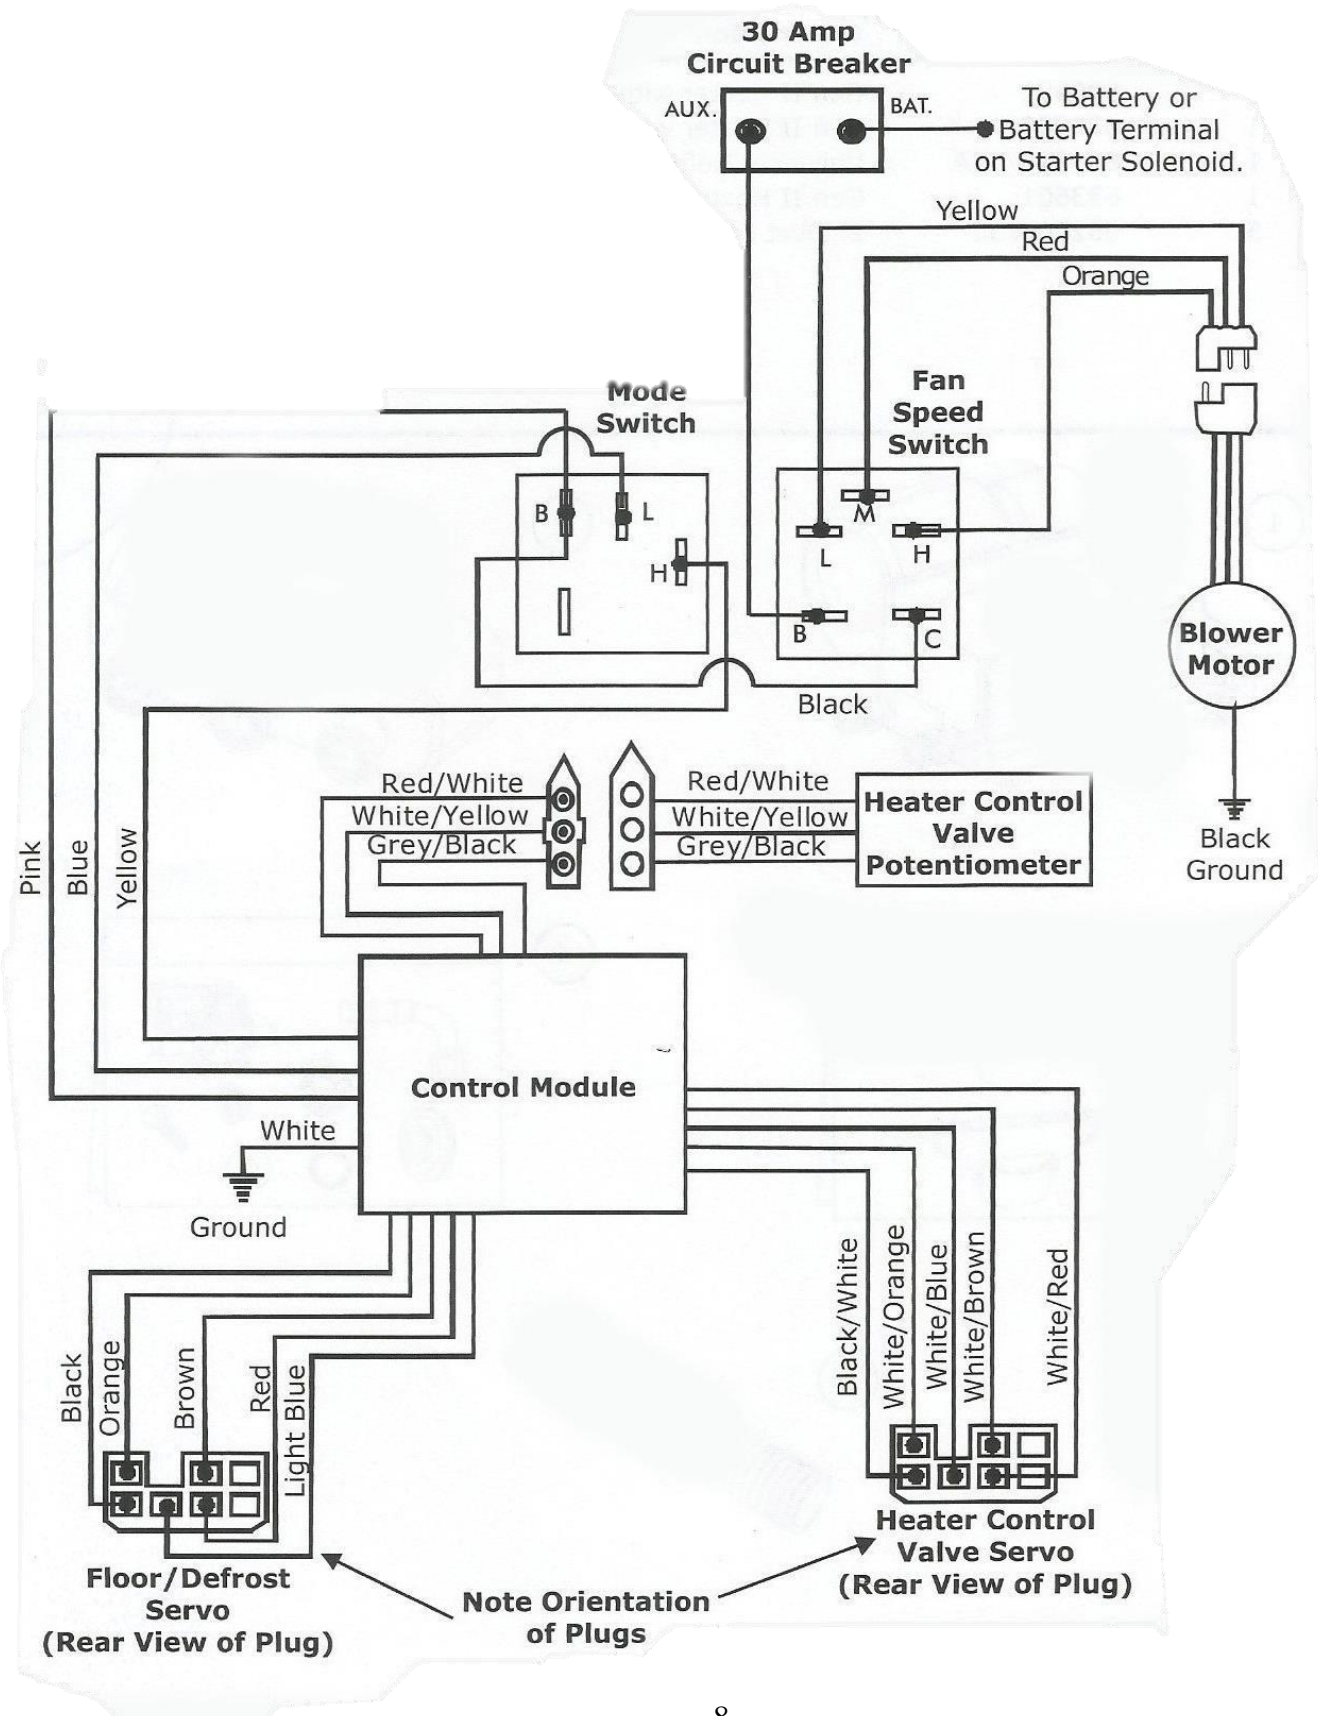 30 Amp
Circuit Breaker
AUX.
BAT.
To Battery or
Battery Terminal
on Starter Solenoid.
Yellow
Red
Orange
Mode
Switch
Fan
Speed
Switch
B
L
H
M
L
H
B
C
Blower
Motor
Black
Red/White
White/Yellow
Grey/Black
Red/White
White/Yellow
Grey/Black
Heater Control
Valve
Potentiometer
Black
Ground
Pink
Blue
Yellow
Control Module
White
Ground
Black
Orange
Brown
Red
Light Blue
Black/White
White/Orange
White/Blue
White/Brown
White/Red
Floor/Defrost
Servo
(Rear View of Plug)
Note Orientation
of Plugs
Heater Control
Valve Servo
(Rear View of Plug)
8